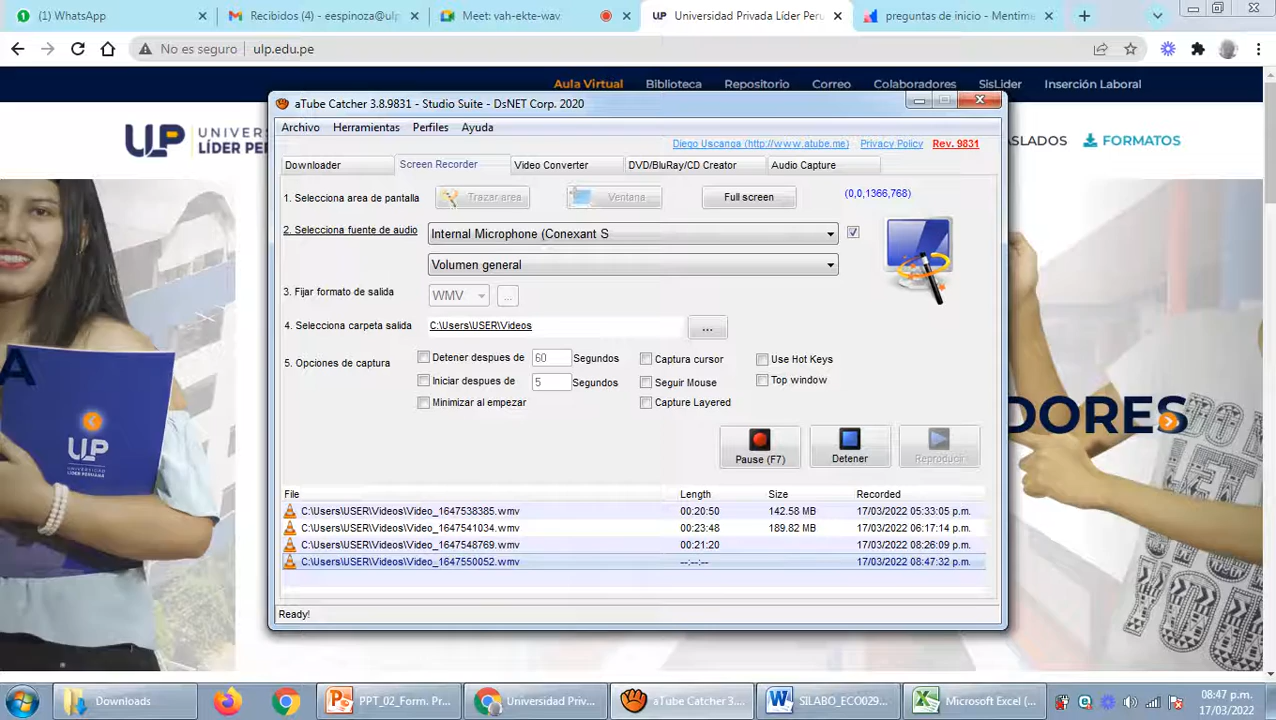 (1) WhatsApp
Recibidos (4) - eespinoza@ulp
Meet: vah-ekte-wav
Universidad Privada Líder Peru
preguntas de inicio - Mentime
No es seguro ulp.edu.pe
Aula Virtual Biblioteca Repositorio Correo Colaboradores SisLider Inserción Laboral
ULP UNIVER
LÍDER PE
ASLADOS FORMATOS
aTube Catcher 3.8.9831 - Studio Suite - DsNET Corp. 2020
Archivo Herramientas Perfiles Ayuda
Diego Uscanga (http://www.atube.me) Privacy Policy Rev. 9831
Downloader Screen Recorder Video Converter DVD/BluRay/CD Creator Audio Capture
1. Selecciona area de pantalla Trazar area Ventana Full screen (0,0,1366,768)
2. Selecciona fuente de audio Internal Microphone (Conexant S
Volumen general
3. Fijar formato de salida WMV ...
4. Selecciona carpeta salida C:\Users\USER\Videos ...
5. Opciones de captura
Detener despues de 60 Segundos Captura cursor Use Hot Keys
Iniciar despues de 5 Segundos Seguir Mouse Top window
Minimizar al empezar Capture Layered
A
DORES
ULP
UNIVERSIDAD
LÍDER PERUANA
Pause (F7) Detener Reproducir
File Length Size Recorded
C:\Users\USER\Videos\Video_1647538385.wmv 00:20:50 142.58 MB 17/03/2022 05:33:05 p.m.
C:\Users\USER\Videos\Video_1647541034.wmv 00:23:48 189.82 MB 17/03/2022 06:17:14 p.m.
C:\Users\USER\Videos\Video_1647548769.wmv 00:21:20 17/03/2022 08:26:09 p.m.
C:\Users\USER\Videos\Video_1647550052.wmv --:--:-- 17/03/2022 08:47:32 p.m.
Ready!
Downloads PPT_02_Form. Pr... Universidad Priv... aTube Catcher 3.... SILABO_ECO029... Microsoft Excel (... 08:47 p.m.
17/03/2022